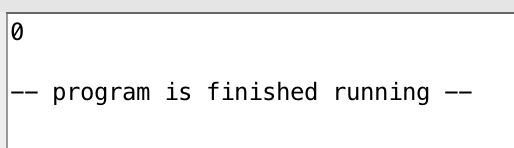 0
-- program is finished running --